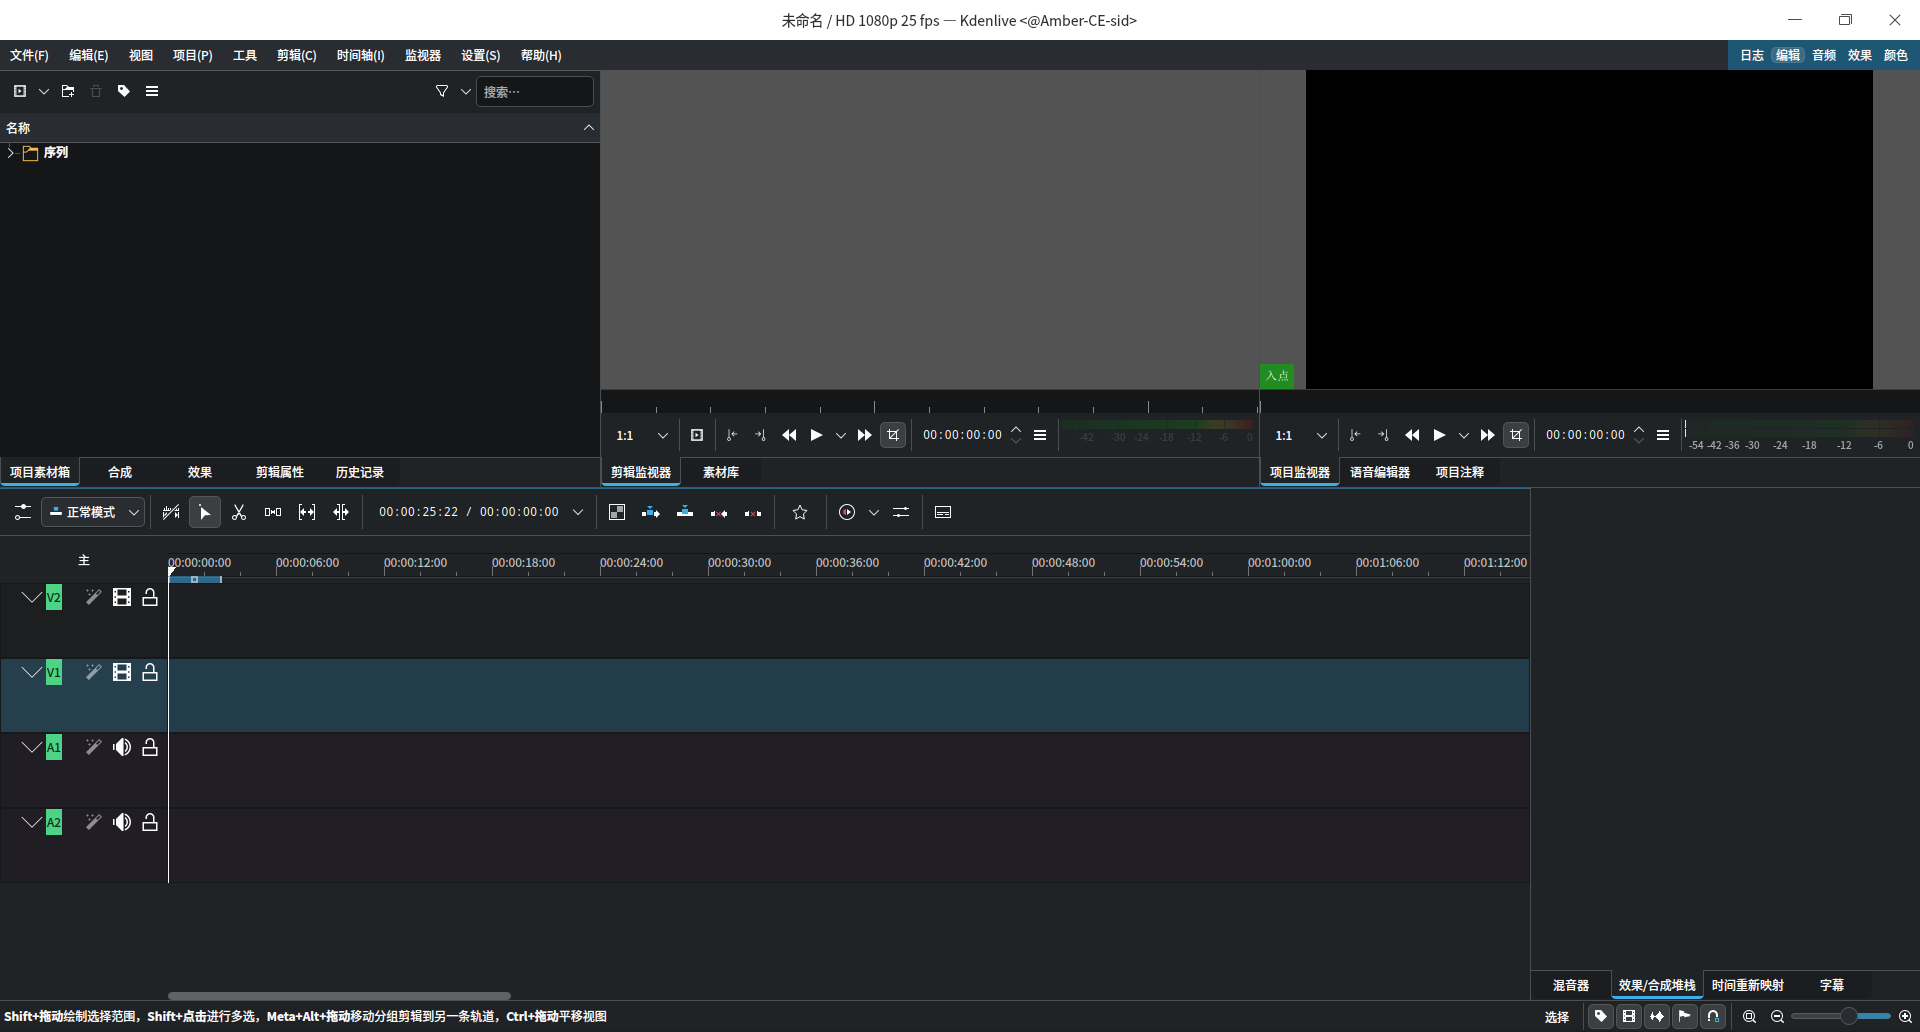 未命名 / HD 1080p 25 fps — Kdenlive <@Amber-CE-sid>
文件(F) 编辑(E) 视图 项目(P) 工具 剪辑(C) 时间轴(I) 监视器 设置(S) 帮助(H) 日志 编辑 音频 效果 颜色
搜索…
名称
序列
入点
1:1 00:00:00:00 -42 -30 -24 -18 -12 -6 0 1:1 00:00:00:00 -54 -42 -36 -30 -24 -18 -12 -6 0
项目素材箱 合成 效果 剪辑属性 历史记录 剪辑监视器 素材库 项目监视器 语音编辑器 项目注释
正常模式 00:00:25:22 / 00:00:00:00
主 00:00:00:00 00:00:06:00 00:00:12:00 00:00:18:00 00:00:24:00 00:00:30:00 00:00:36:00 00:00:42:00 00:00:48:00 00:00:54:00 00:01:00:00 00:01:06:00 00:01:12:00
V2
V1
A1
A2
混音器 效果/合成堆栈 时间重新映射 字幕
Shift+拖动绘制选择范围，Shift+点击进行多选，Meta+Alt+拖动移动分组剪辑到另一条轨道，Ctrl+拖动平移视图 选择